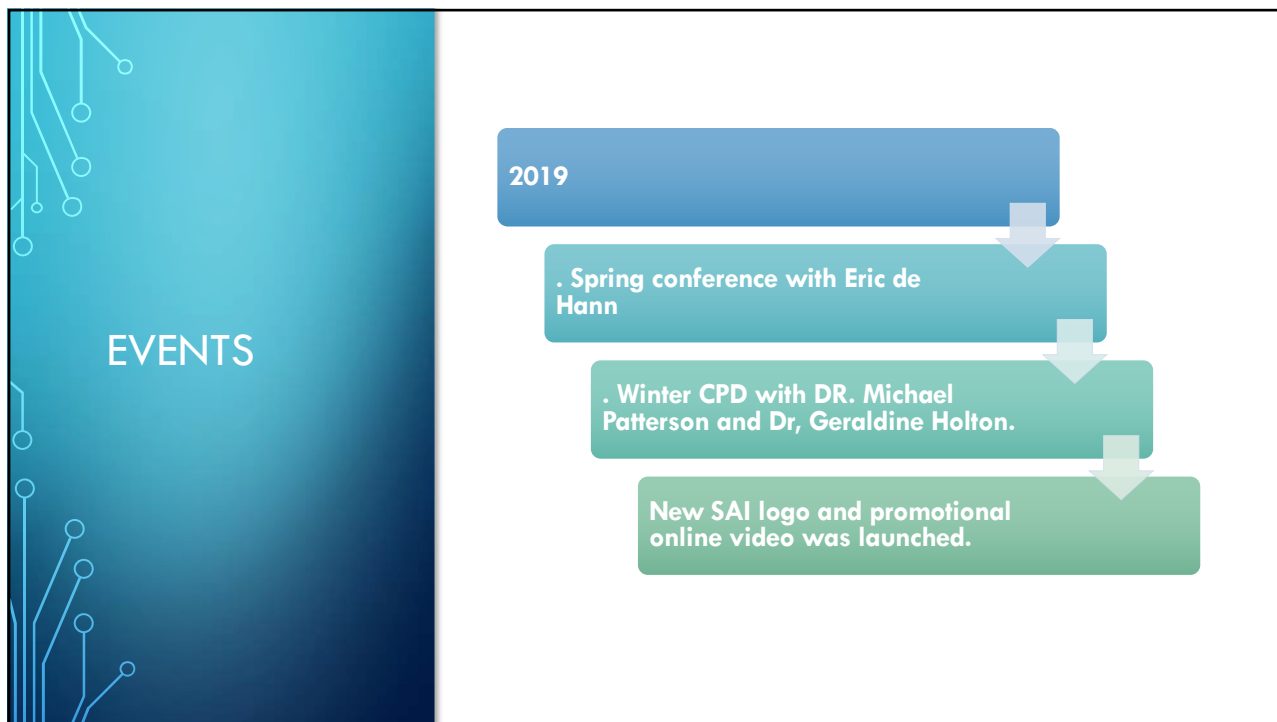 EVENTS
2019
. Spring conference with Eric de
Hann
. Winter CPD with DR. Michael
Patterson and Dr, Geraldine Holton.
New SAI logo and promotional
online video was launched.